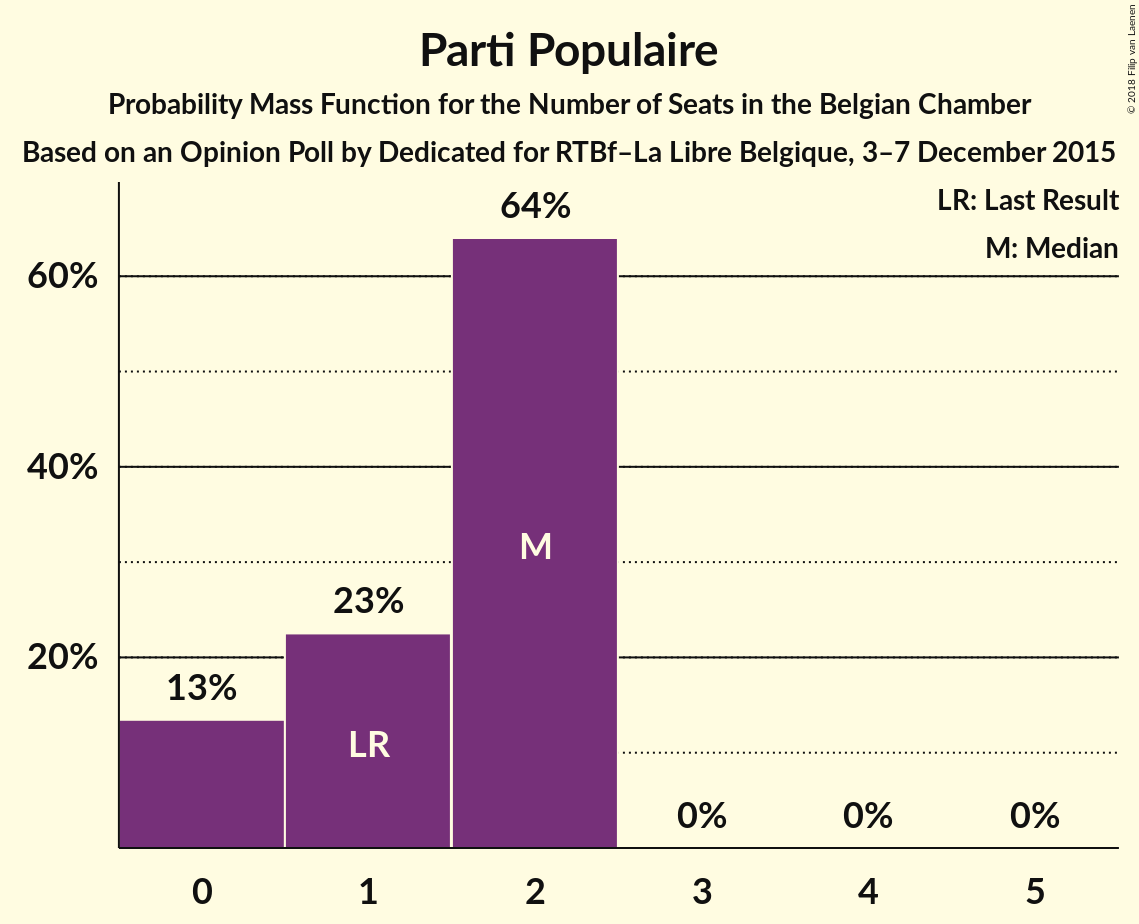 Parti Populaire
Probability Mass Function for the Number of Seats in the Belgian Chamber
Based on an Opinion Poll by Dedicated for RTBf–La Libre Belgique, 3–7 December 2015
© 2018 Filip van Laenen
LR: Last Result
M: Median
64%
60%
40%
M
23%
20%
13%
LR
0% 0% 0%
0 1 2 3 4 5